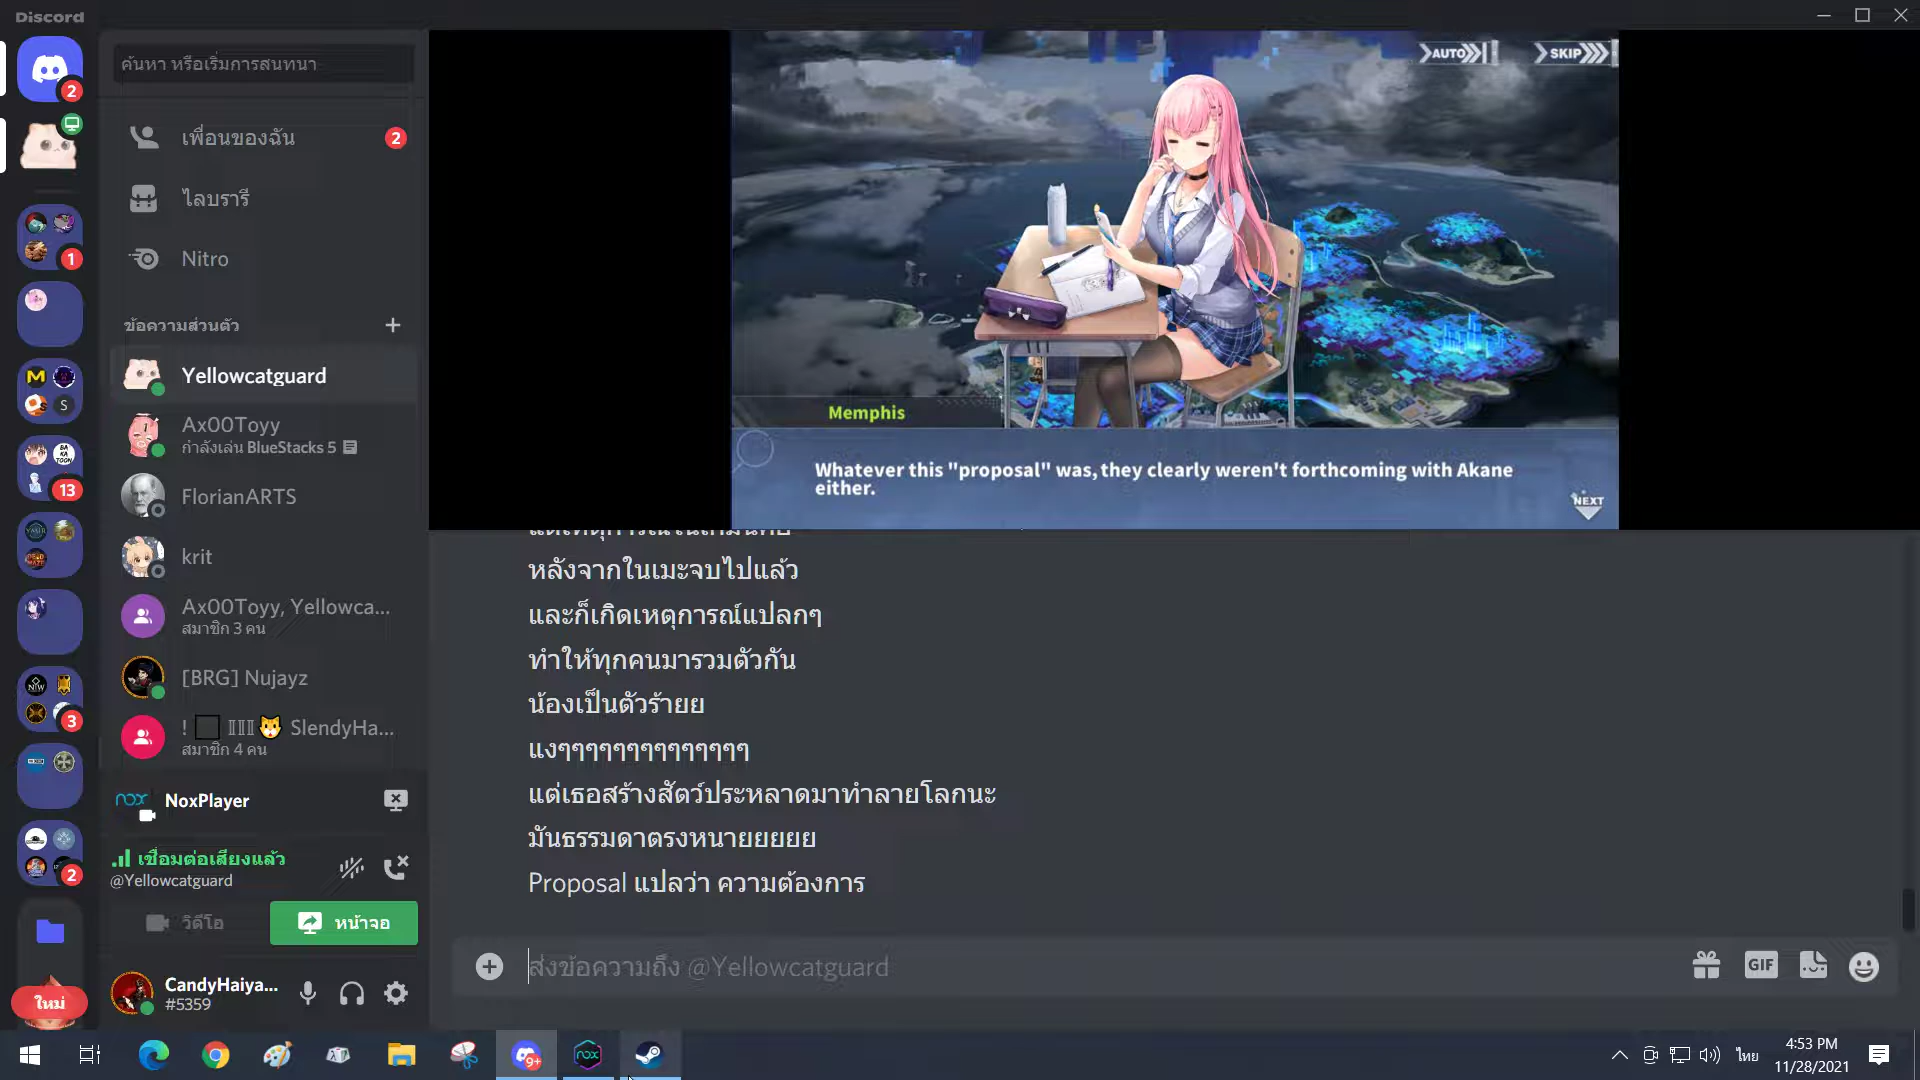 Discord
ค้นหา หรือเริ่มการสนทนา
2
เพื่อนของฉัน
2
ไลบรารี
Nitro
1
ข้อความส่วนตัว
Yellowcatguard
Ax00Toyy
กำลังเล่น BlueStacks 5
FlorianARTS
13
krit
Ax00Toyy, Yellowca...
สมาชิก 3 คน
[BRG] Nujayz
3
SlendyHa...
สมาชิก 4 คน
NoxPlayer
เชื่อมต่อเสียงแล้ว
@Yellowcatguard
2
วิดีโอ
หน้าจอ
CandyHaiya...
#5359
ใหม่
AUTO
SKIP
Memphis
Whatever this "proposal" was, they clearly weren't forthcoming with Akane
either.
NEXT
หลังจากในเมะจบไปแล้ว
และก็เกิดเหตุการณ์แปลกๆ
ทำให้ทุกคนมารวมตัวกัน
น้องเป็นตัวร้ายย
แงๆๆๆๆๆๆๆๆๆๆๆๆๆๆ
แต่เธอสร้างสัตว์ประหลาดมาทำลายโลกนะ
มันธรรมดาตรงหนายยยยย
Proposal แปลว่า ความต้องการ
ส่งข้อความถึง @Yellowcatguard
GIF
9+
nox
ไทย
4:53 PM
11/28/2021